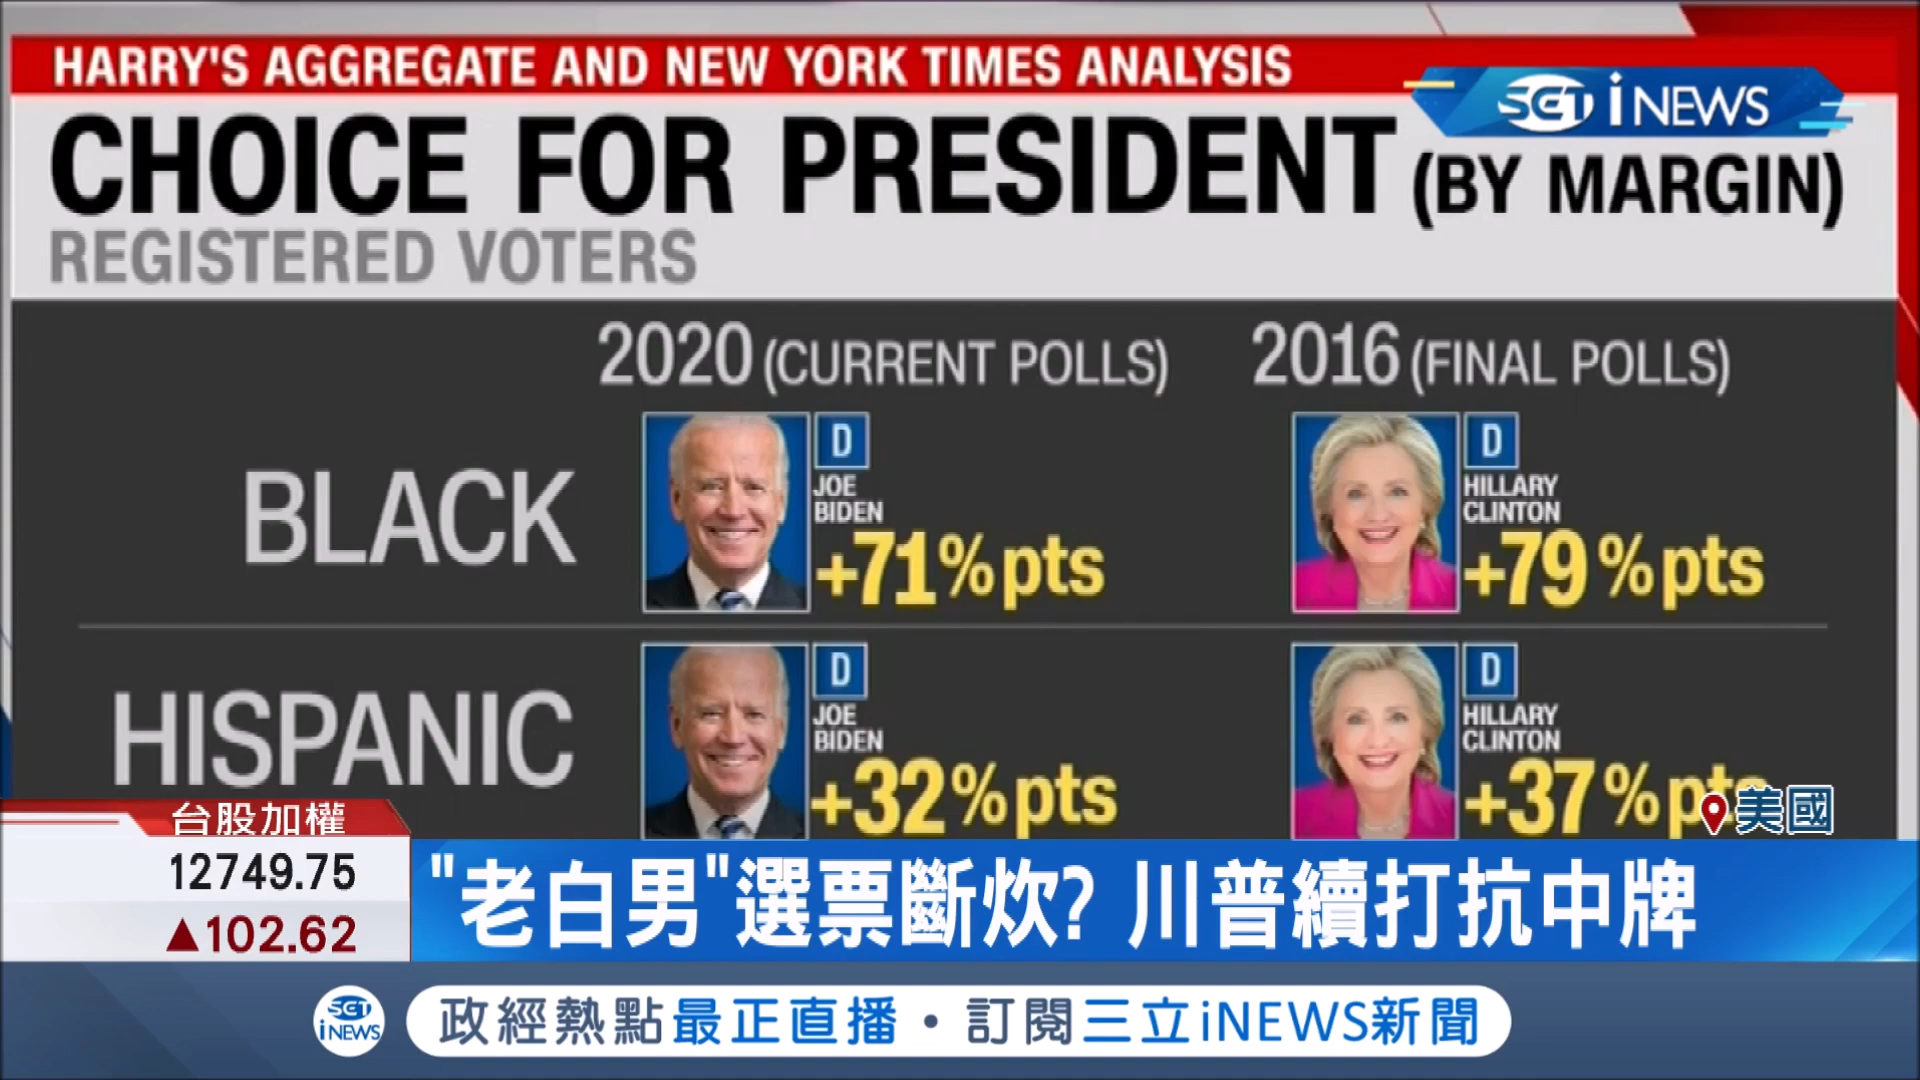 HARRY'S AGGREGATE AND NEW YORK TIMES ANALYSIS
SET iNEWS
CHOICE FOR PRESIDENT (BY MARGIN)
REGISTERED VOTERS
2020 (CURRENT POLLS) 2016 (FINAL POLLS)
BLACK
D
JOE
BIDEN
+71% pts
D
HILLARY
CLINTON
+79% pts
HISPANIC
D
JOE
BIDEN
+32% pts
D
HILLARY
CLINTON
+37% pts
美國
台股加權
12749.75
▲102.62
"老白男"選票斷炊? 川普續打抗中牌
SET iNEWS
政經熱點最正直播・訂閱三立iNEWS新聞